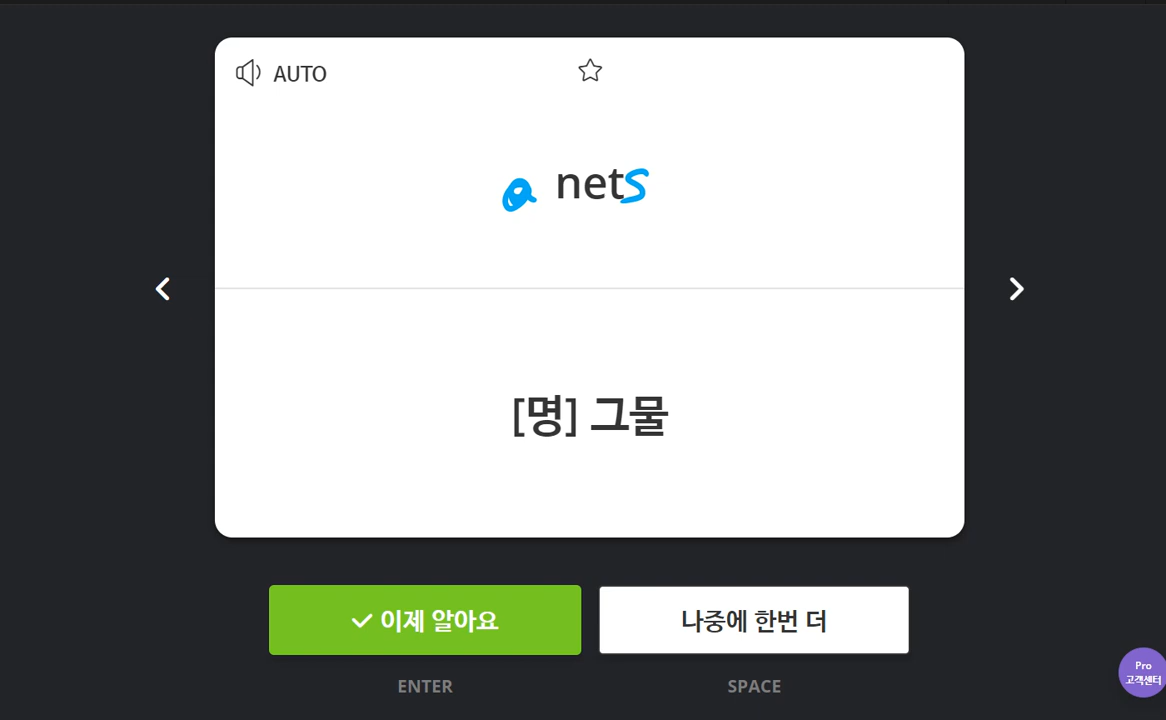 AUTO
a nets
[명] 그물
이제 알아요
나중에 한번 더
ENTER
SPACE
Pro
고객센터